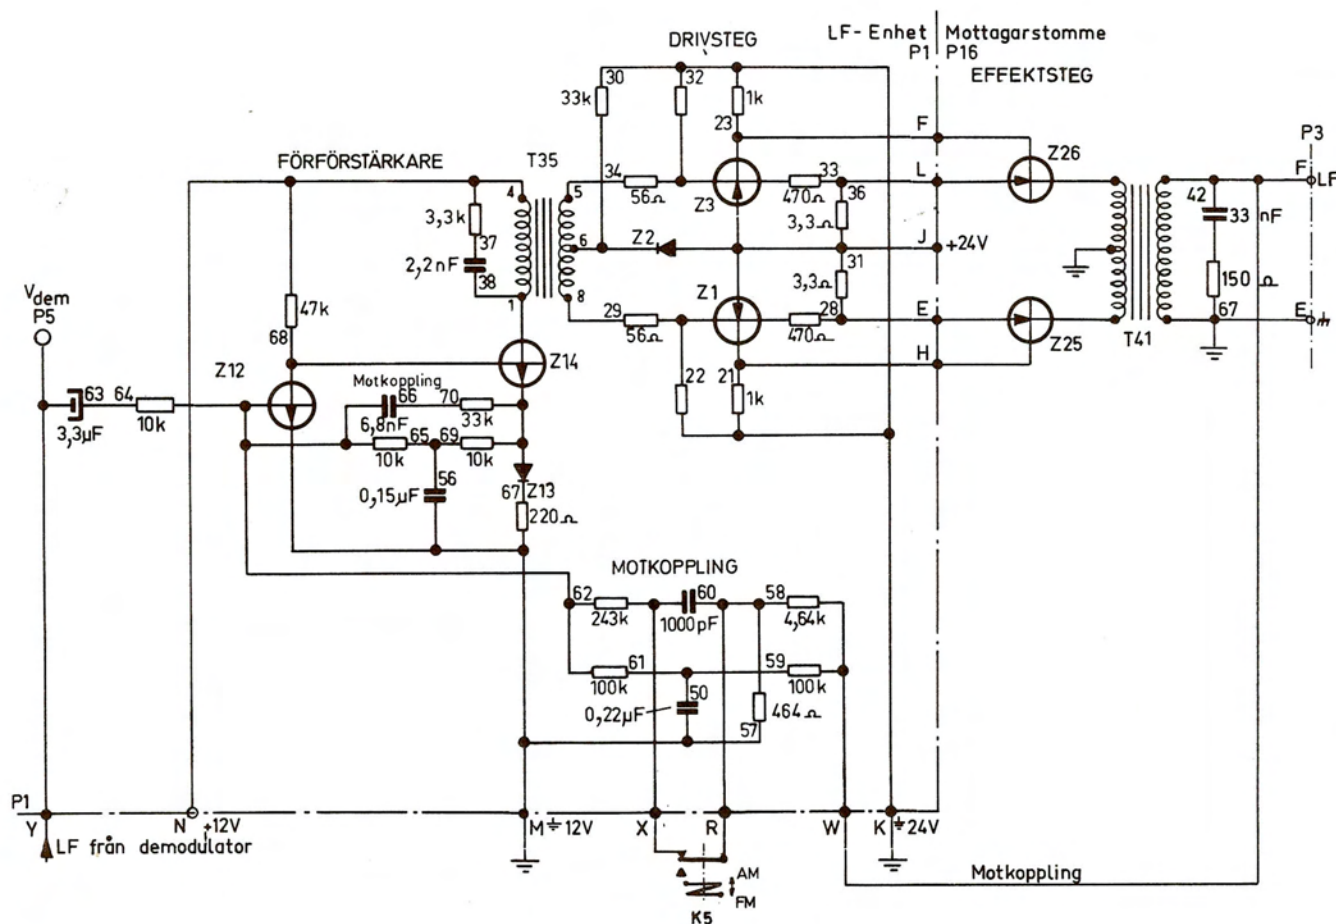 LF-Enhet Mottagarstomme
DRIVSTEG
P1 P16
EFFEKTSTEG
30
32
33k
1k
23
F
P3
FÖRFÖRSTÄRKARE
T35
Z26
F
LF
4
34
5
33
L
42
3,3k
56Ω
Z3
470Ω
36
33 nF
37
Z2
3,3Ω
6
J
+24V
2,2nF
38
31
150 Ω
V dem
P5
1
8
3,3Ω
47k
29
Z1
28
E
67
E
68
56Ω
470Ω
Z25
T41
Z12
Z14
22
21
H
Motkoppling
63
64
66
70
1k
3,3µF
10k
6,8nF
33k
65
69
10k
10k
56
67
Z13
0,15µF
220Ω
MOTKOPPLING
62
60
58
243k
1000pF
4,64k
61
59
100k
50
100k
0,22µF
464Ω
57
P1
Y
N
+12V
M
12V
X
R
W
K
24V
LF från demodulator
AM
FM
Motkoppling
K5